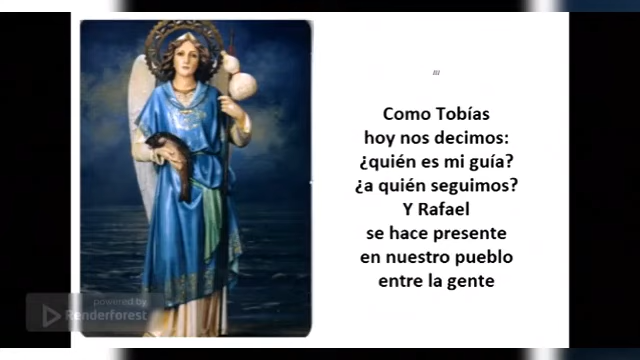 III
Como Tobías
hoy nos decimos:
¿quién es mi guía?
¿a quién seguimos?
Y Rafael
se hace presente
en nuestro pueblo
entre la gente
powered by
Renderforest